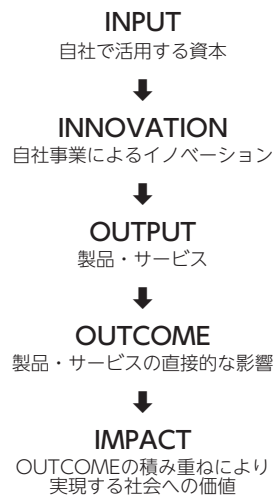 INPUT
自社で活用する資本
INNOVATION
自社事業によるイノベーション
OUTPUT
製品・サービス
OUTCOME
製品・サービスの直接的な影響
IMPACT
OUTCOMEの積み重ねにより
実現する社会への価値